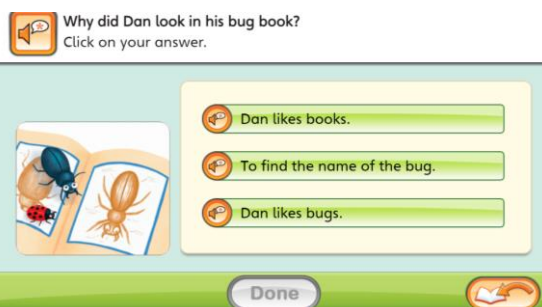 Why did Dan look in his bug book?
Click on your answer.
Dan likes books.
To find the name of the bug.
Dan likes bugs.
Done